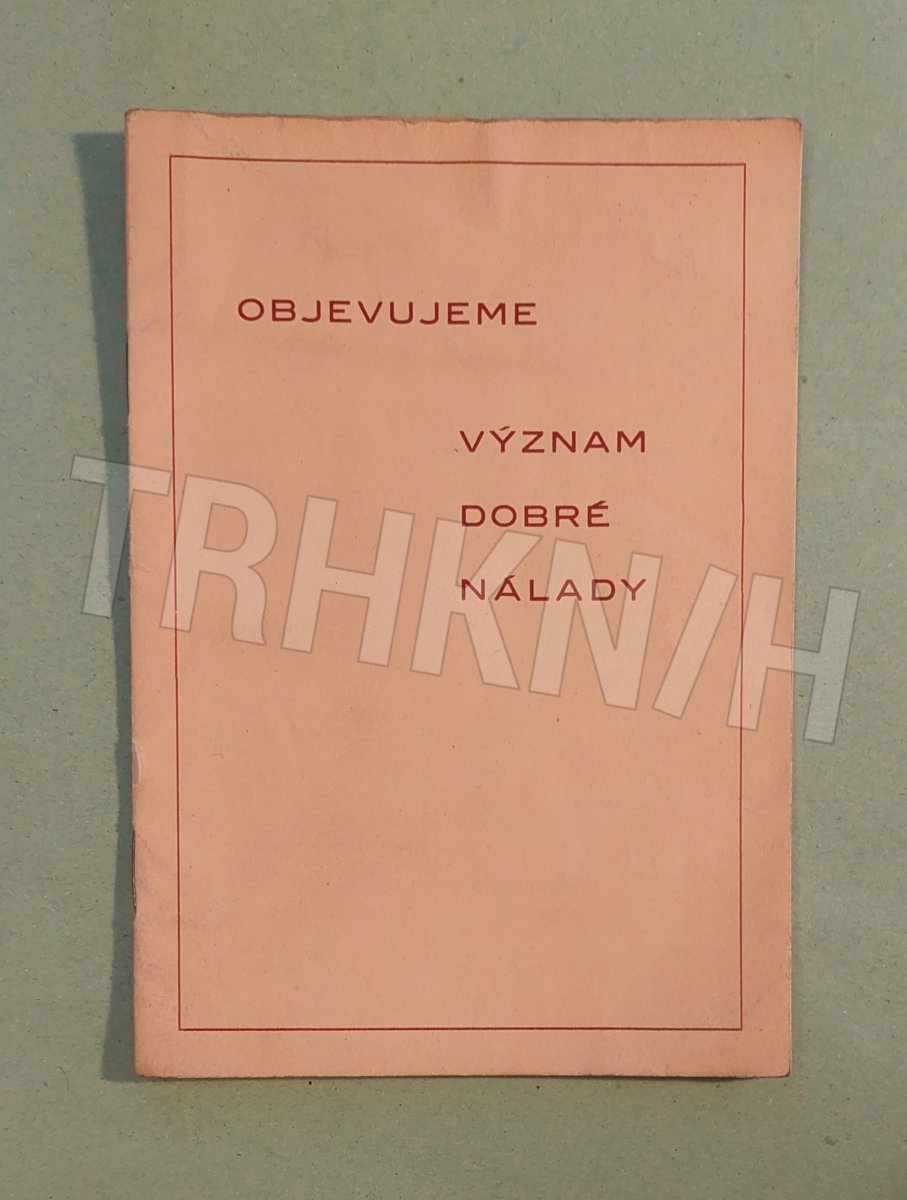 OBJEVUJEME
VÝZNAM
DOBRÉ
NÁLADY
TRHKNIH